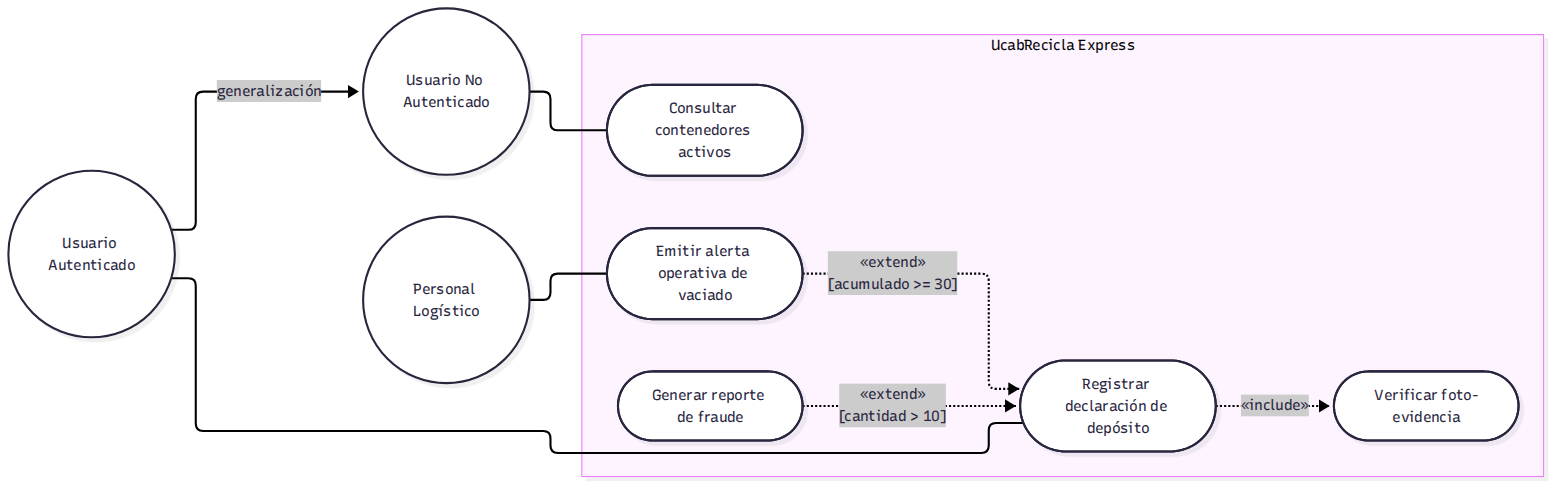 UcabRecicla Express
generalización
Usuario No
Autenticado
Consultar
contenedores
activos
Usuario
Autenticado
Personal
Logístico
Emitir alerta
operativa de
vaciado
«extend»
[acumulado >= 30]
Generar reporte
de fraude
«extend»
[cantidad > 10]
Registrar
declaración de
depósito
«include»
Verificar foto-
evidencia